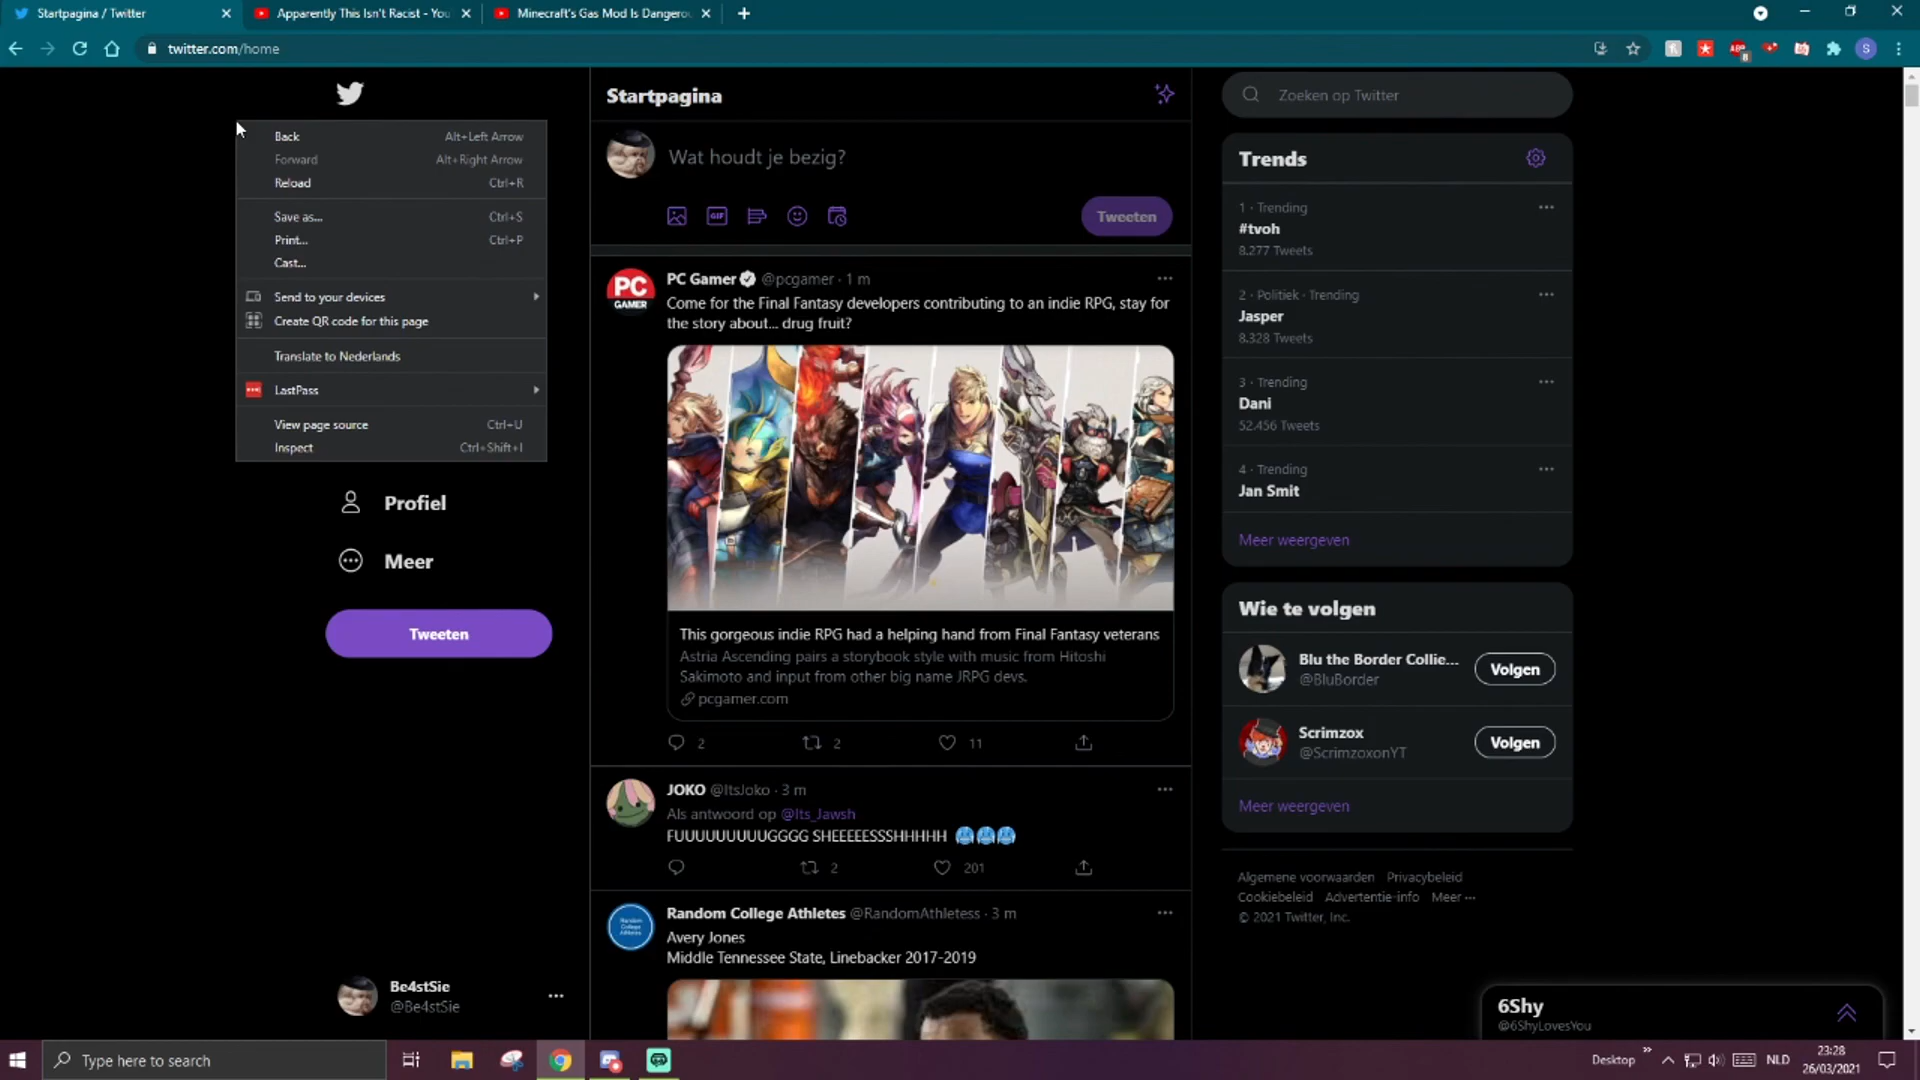 Startpagina / Twitter
Apparently This Isn't Racist - You
Minecraft's Gas Mod Is Dangero
twitter.com/home
S
8
Startpagina
Zoeken op Twitter
Back Alt+Left Arrow
Forward Alt+Right Arrow
Reload Ctrl+R
Save as... Ctrl+S
Print... Ctrl+P
Cast...
Send to your devices
Create QR code for this page
Translate to Nederlands
LastPass
View page source Ctrl+U
Inspect Ctrl+Shift+I
Profiel
Meer
Tweeten
Be4stSie
@Be4stSie
Wat houdt je bezig?
GIF
Tweeten
PC GAMER
PC Gamer @pcgamer · 1 m
Come for the Final Fantasy developers contributing to an indie RPG, stay for
the story about... drug fruit?
This gorgeous indie RPG had a helping hand from Final Fantasy veterans
Astria Ascending pairs a storybook style with music from Hitoshi
Sakimoto and input from other big name JRPG devs.
pcgamer.com
2 2 11
JOKO @ItsJoko · 3 m
Als antwoord op @Its_Jawsh
FUUUUUUUUUGGGG SHEEEEESSSHHHHH 🥶🥶🥶
2 201
Random College Athletes
Random College Athletes @RandomAthletess · 3 m
Avery Jones
Middle Tennessee State, Linebacker 2017-2019
Trends
1 · Trending
#tvoh
8.277 Tweets
2 · Politiek · Trending
Jasper
8.328 Tweets
3 · Trending
Dani
52.456 Tweets
4 · Trending
Jan Smit
Meer weergeven
Wie te volgen
Blu the Border Collie...
@BluBorder
Volgen
Scrimzox
@ScrimzoxonYT
Volgen
Meer weergeven
Algemene voorwaarden Privacybeleid
Cookiebeleid Advertentie-info Meer ···
© 2021 Twitter, Inc.
6Shy
@6ShyLovesYou
Type here to search
Desktop
NLD
23:28
26/03/2021